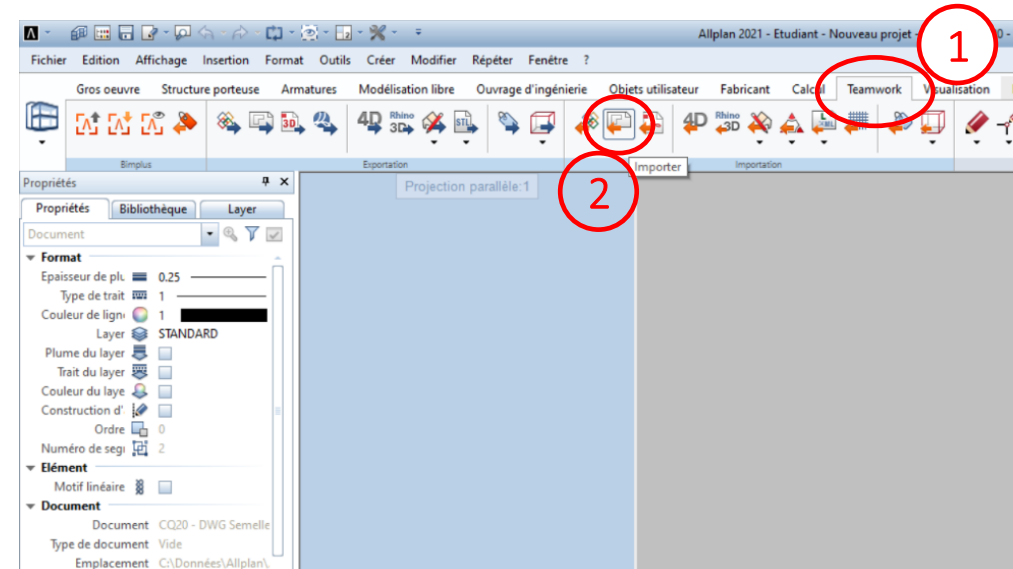 Allplan 2021 - Etudiant - Nouveau projet -
1
Fichier Edition Affichage Insertion Format Outils Créer Modifier Répéter Fenêtre ?
Gros oeuvre Structure porteuse Armatures Modélisation libre Ouvrage d'ingénierie Objets utilisateur Fabricant Calcul Teamwork Visualisation
3D 4D Rhino 3D STL 4D Rhino 3D
Bimplus Exportation Importation
Importer
2
Propriétés
Projection parallèle:1
Propriétés Bibliothèque Layer
Document
Format
Epaisseur de plu 0.25
Type de trait 1
Couleur de lign 1
Layer STANDARD
Plume du layer
Trait du layer
Couleur du laye
Construction d'
Ordre 0
Numéro de seg 2
Elément
Motif linéaire
Document
Document CQ20 - DWG Semelle
Type de document Vide
Emplacement C:\Données\Allplan\